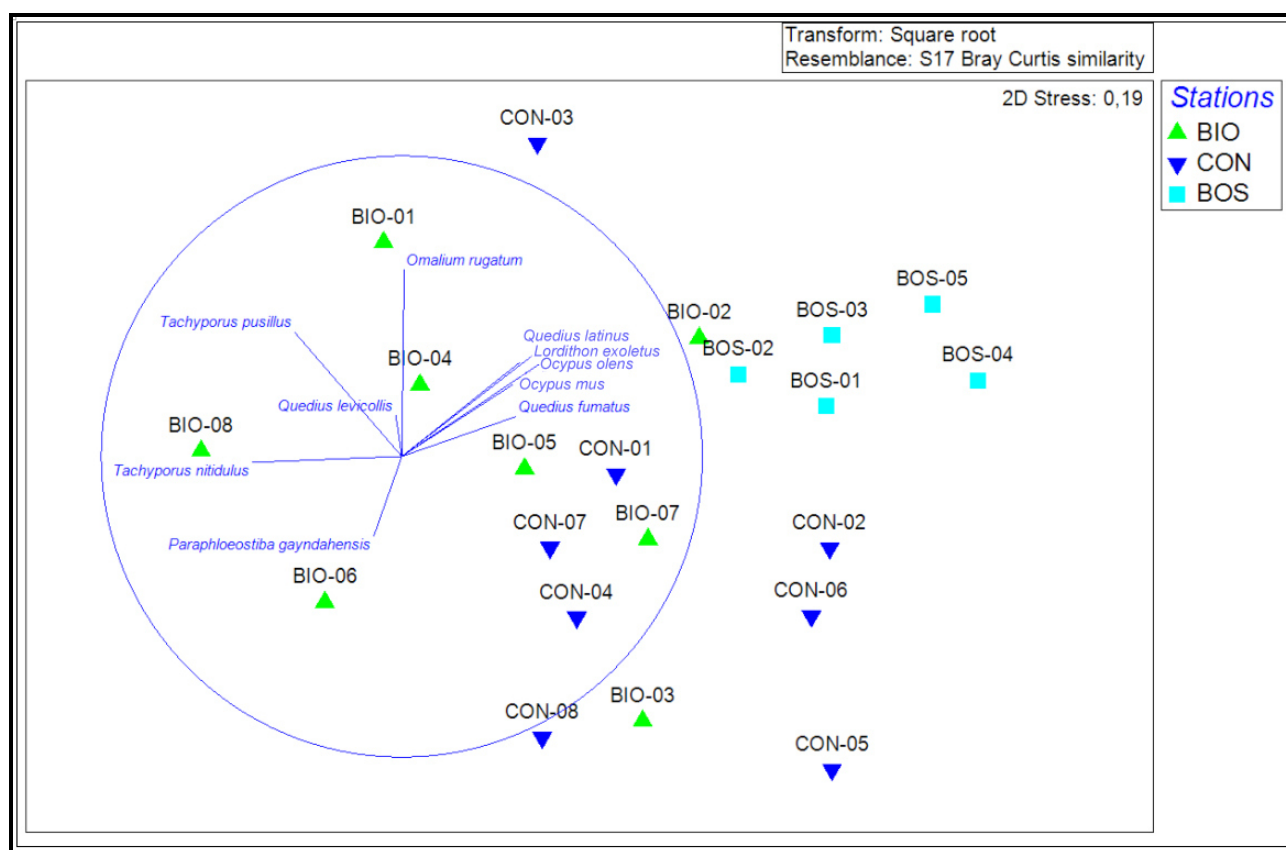 Transform: Square root
Resemblance: S17 Bray Curtis similarity
2D Stress: 0,19
Stations
BIO
CON
BOS
CON-03
BIO-01
Omalium rugatum
Tachyporus pusillus
BIO-02
BOS-05
BOS-03
Quedius latinus
Lordithon exoletus
BOS-02
BOS-04
BIO-04
Ocypus olens
Ocypus mus
BOS-01
Quedius levicollis
Quedius fumatus
BIO-08
BIO-05
CON-01
Tachyporus nitidulus
CON-07
BIO-07
CON-02
Paraphloeostiba gayndahensis
BIO-06
CON-04
CON-06
BIO-03
CON-08
CON-05